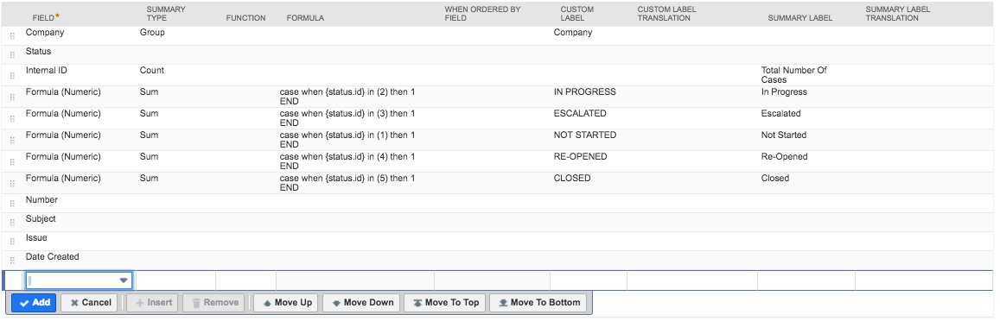 FIELD* SUMMARY TYPE FUNCTION FORMULA WHEN ORDERED BY FIELD CUSTOM LABEL CUSTOM LABEL TRANSLATION SUMMARY LABEL SUMMARY LABEL TRANSLATION
Company Group Company
Status
Internal ID Count Total Number Of Cases
Formula (Numeric) Sum case when {status.id} in (2) then 1 END IN PROGRESS In Progress
Formula (Numeric) Sum case when {status.id} in (3) then 1 END ESCALATED Escalated
Formula (Numeric) Sum case when {status.id} in (1) then 1 END NOT STARTED Not Started
Formula (Numeric) Sum case when {status.id} in (4) then 1 END RE-OPENED Re-Opened
Formula (Numeric) Sum case when {status.id} in (5) then 1 END CLOSED Closed
Number
Subject
Issue
Date Created
Add Cancel Insert Remove Move Up Move Down Move To Top Move To Bottom